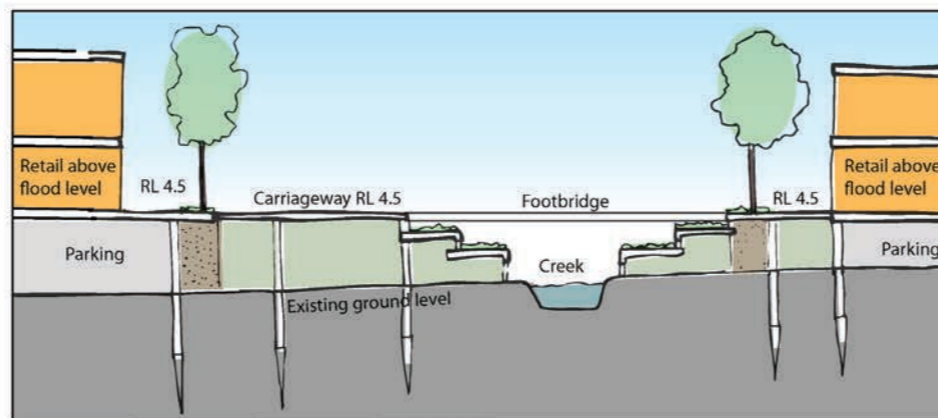 Retail above
flood level
RL 4.5
Carriageway RL 4.5
Footbridge
RL 4.5
Retail above
flood level
Parking
Creek
Parking
Existing ground level